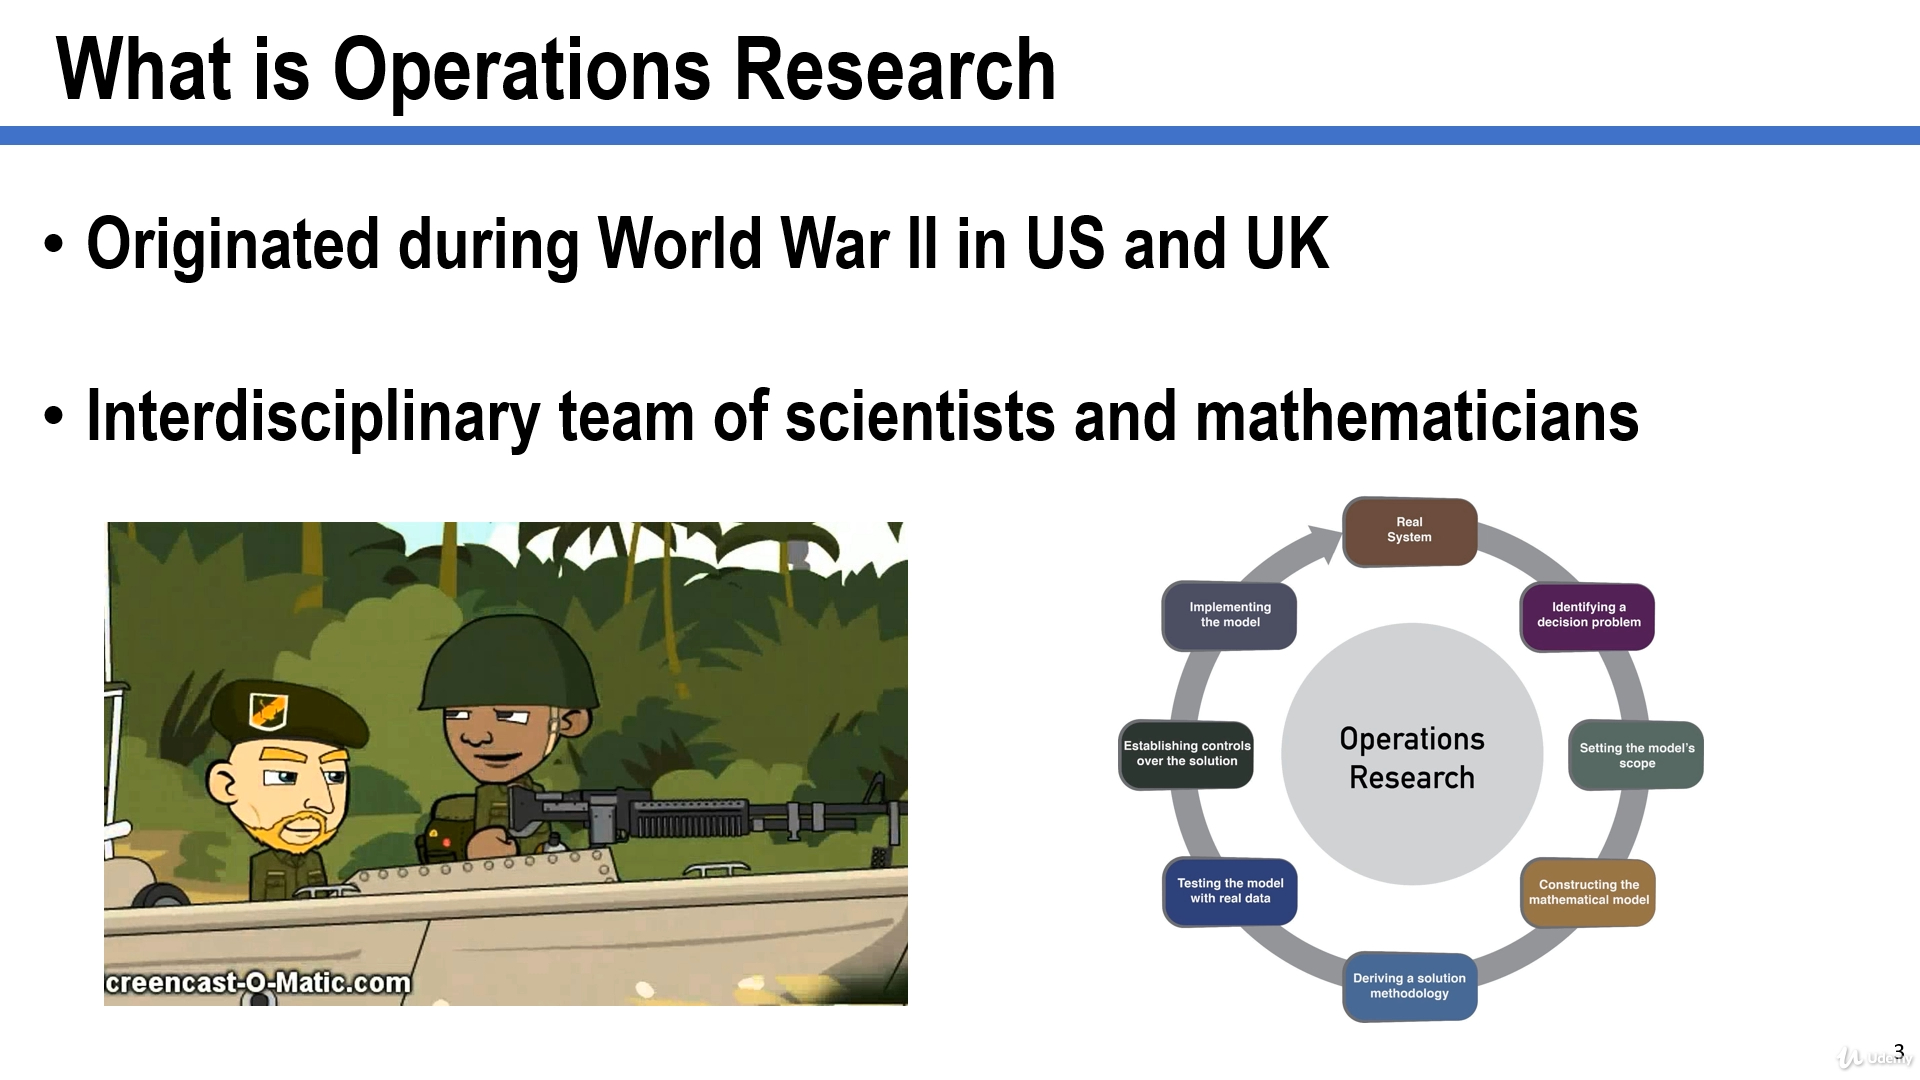 What is Operations Research
• Originated during World War II in US and UK
• Interdisciplinary team of scientists and mathematicians
creencast-O-Matic.com
Real
System
Identifying a
decision problem
Setting the model's
scope
Constructing the
mathematical model
Deriving a solution
methodology
Testing the model
with real data
Establishing controls
over the solution
Implementing
the model
Operations
Research
3
Udemy